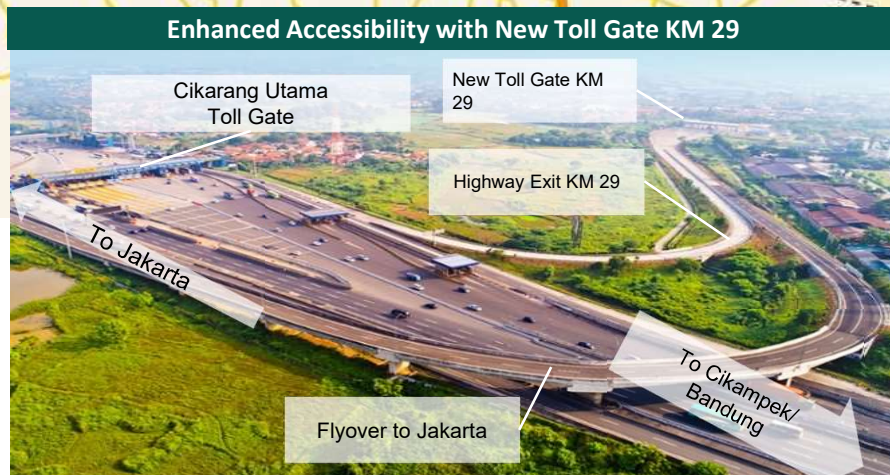 Enhanced Accessibility with New Toll Gate KM 29
Cikarang Utama
Toll Gate
New Toll Gate KM
29
Highway Exit KM 29
To Jakarta
To Cikampek/
Bandung
Flyover to Jakarta